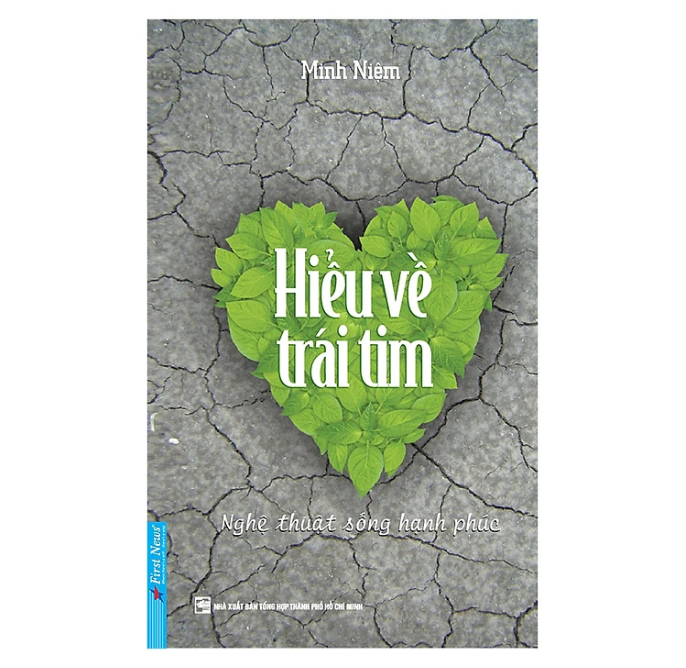 Minh Niệm
Hiểu về
trái tim
Nghệ thuật sống hạnh phúc
First News
NHÀ XUẤT BẢN TỔNG HỢP THÀNH PHỐ HỒ CHÍ MINH